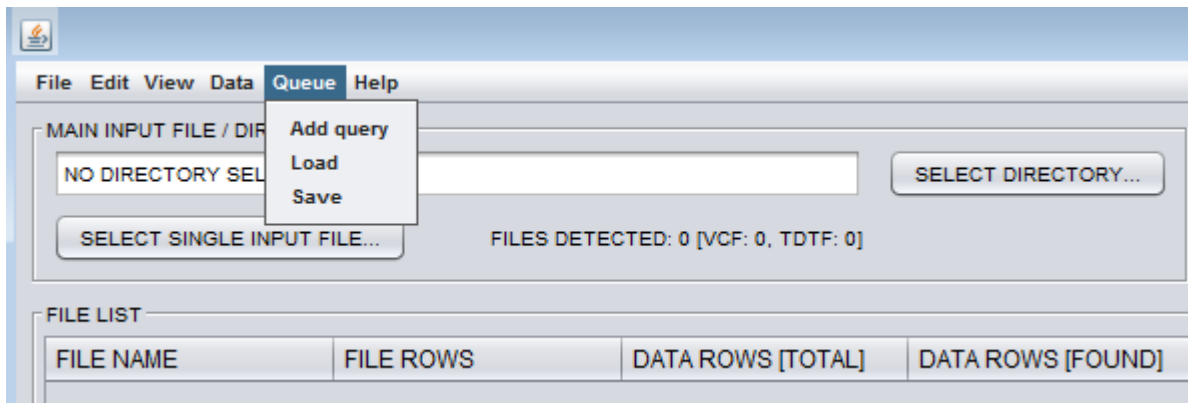 File Edit View Data Queue Help
Add query
Load
Save
MAIN INPUT FILE / DIR
NO DIRECTORY SEL
SELECT DIRECTORY...
SELECT SINGLE INPUT FILE...
FILES DETECTED: 0 [VCF: 0, TDTF: 0]
FILE LIST
FILE NAME FILE ROWS DATA ROWS [TOTAL] DATA ROWS [FOUND]